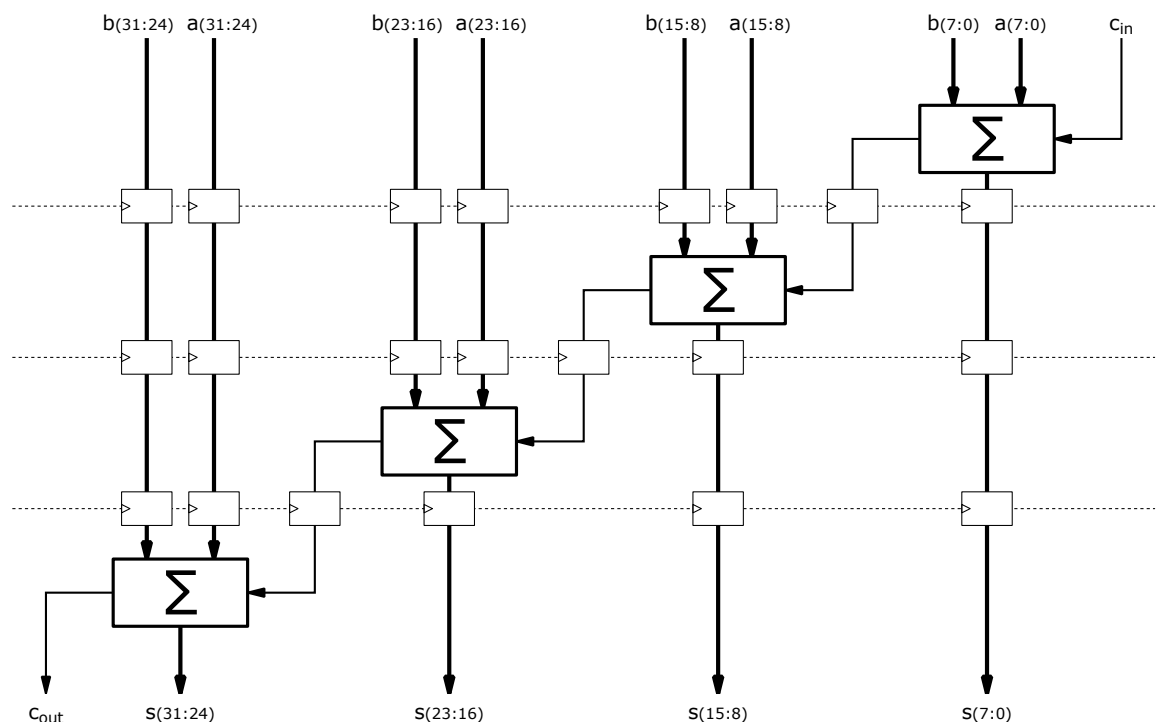 b(31:24) a(31:24) b(23:16) a(23:16) b(15:8) a(15:8) b(7:0) a(7:0) cin
Σ
Σ
Σ
Σ
cout s(31:24) s(23:16) s(15:8) s(7:0)